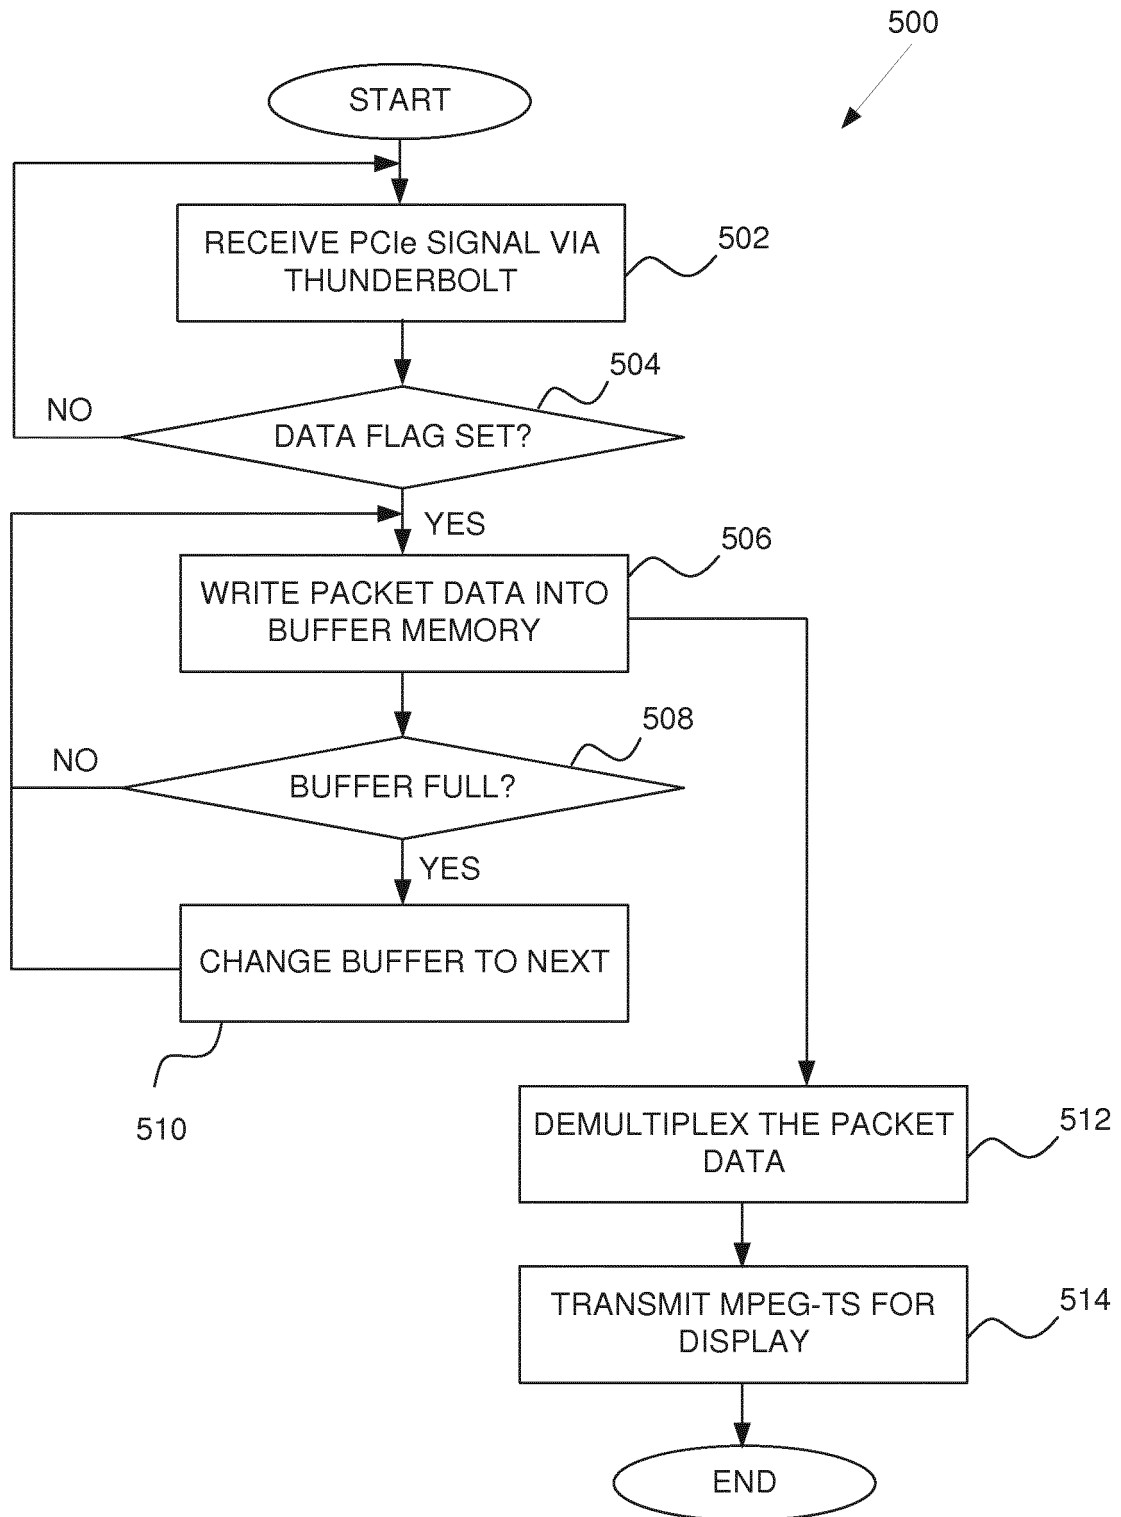 500
START
RECEIVE PCIe SIGNAL VIA
THUNDERBOLT
502
504
NO
DATA FLAG SET?
YES
506
WRITE PACKET DATA INTO
BUFFER MEMORY
508
NO
BUFFER FULL?
YES
CHANGE BUFFER TO NEXT
510
DEMULTIPLEX THE PACKET
DATA
512
TRANSMIT MPEG-TS FOR
DISPLAY
514
END